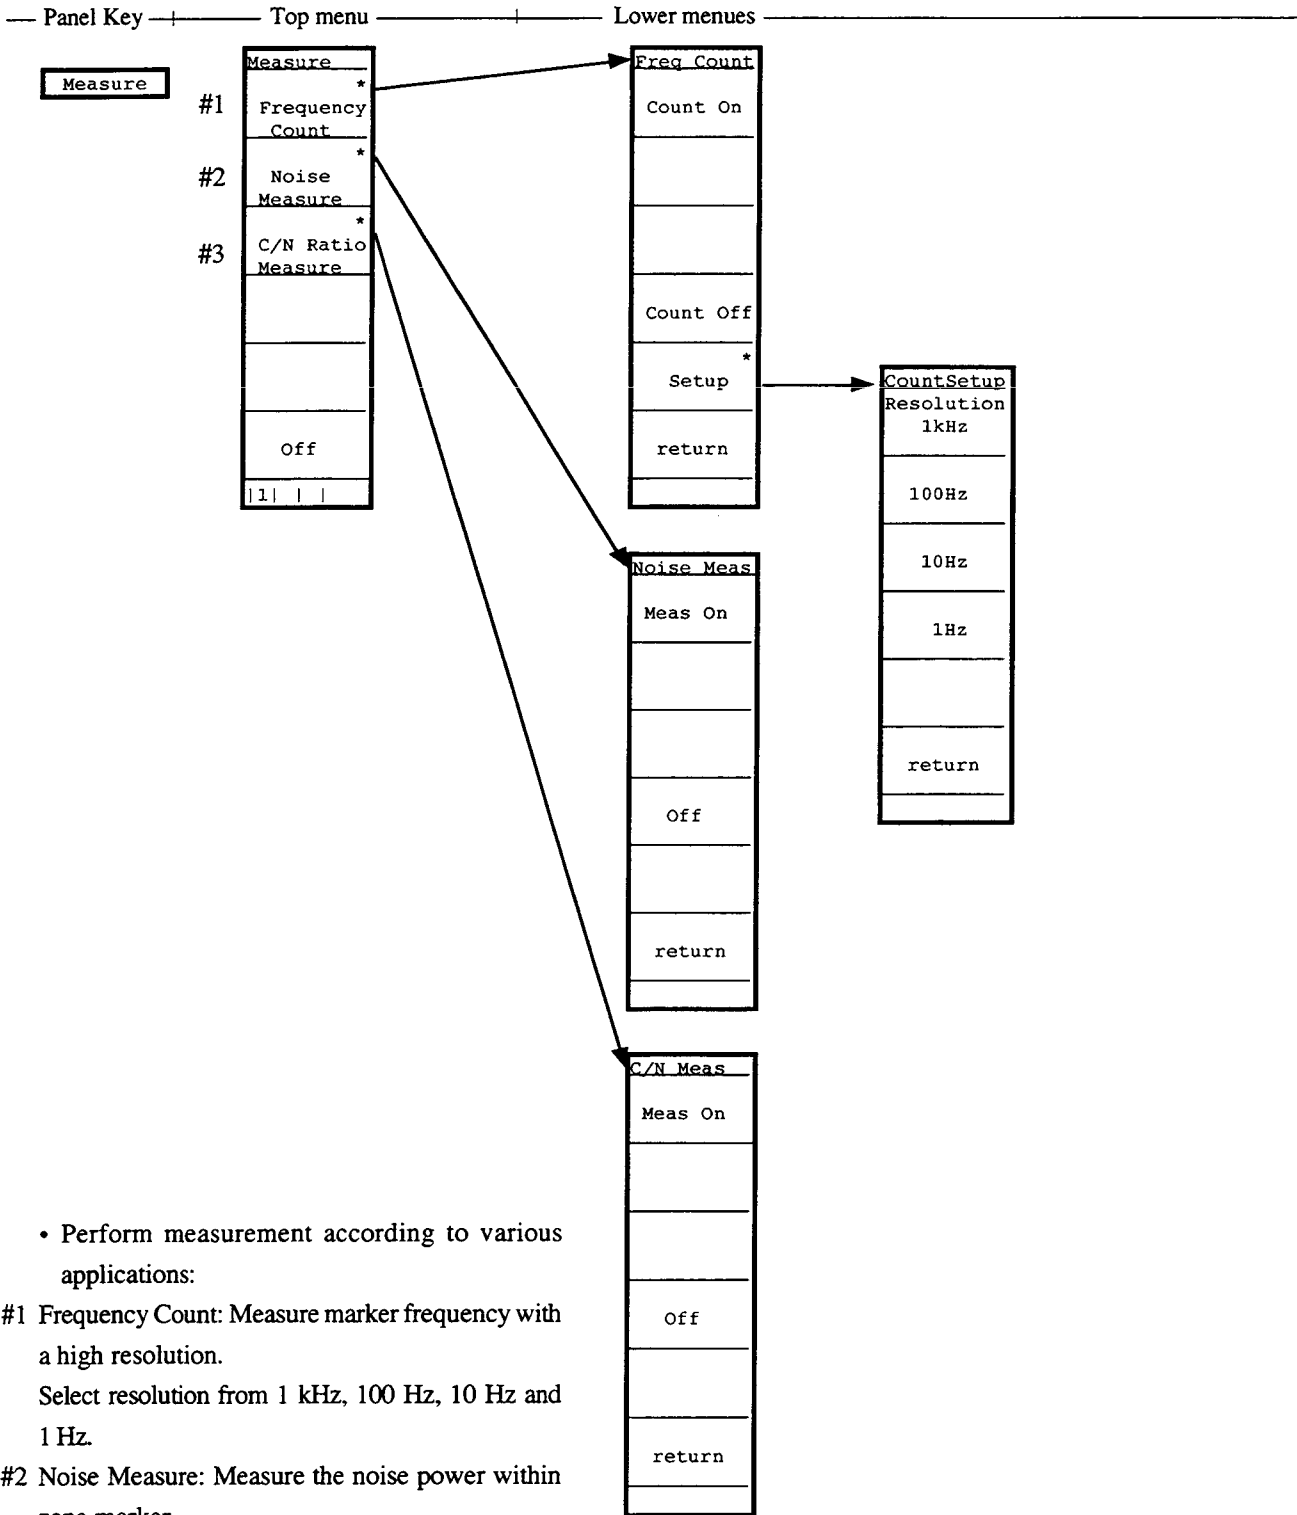 Panel Key
Top menu
Lower menues
Measure
Measure
#1
*
Frequency
Count
#2
*
Noise
Measure
#3
*
C/N Ratio
Measure
Off
|1| | |
Freq Count
Count On
Count Off
*
Setup
return
CountSetup
Resolution
1kHz
100Hz
10Hz
1Hz
return
Noise Meas
Meas On
Off
return
C/N Meas
Meas On
Off
return
• Perform measurement according to various
applications:
#1 Frequency Count: Measure marker frequency with
a high resolution.
Select resolution from 1 kHz, 100 Hz, 10 Hz and
1 Hz.
#2 Noise Measure: Measure the noise power within